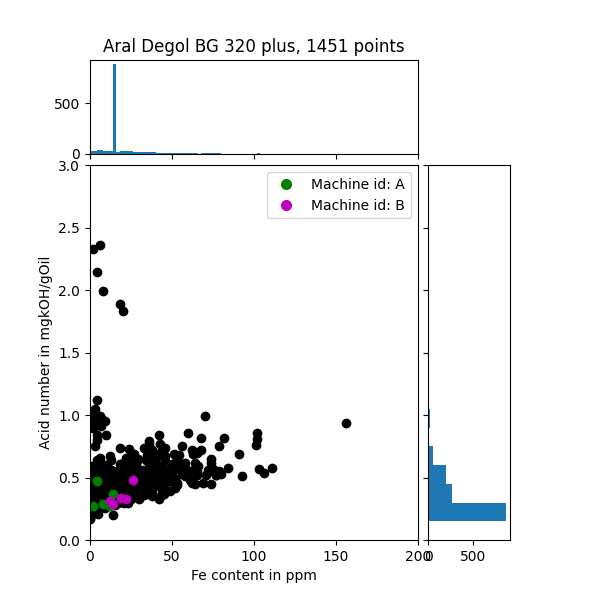 Aral Degol BG 320 plus, 1451 points
500
0
3.0
2.5
2.0
1.5
1.0
0.5
0.0
Acid number in mgkOH/gOil
Machine id: A
Machine id: B
0 50 100 150 200
0 500
Fe content in ppm